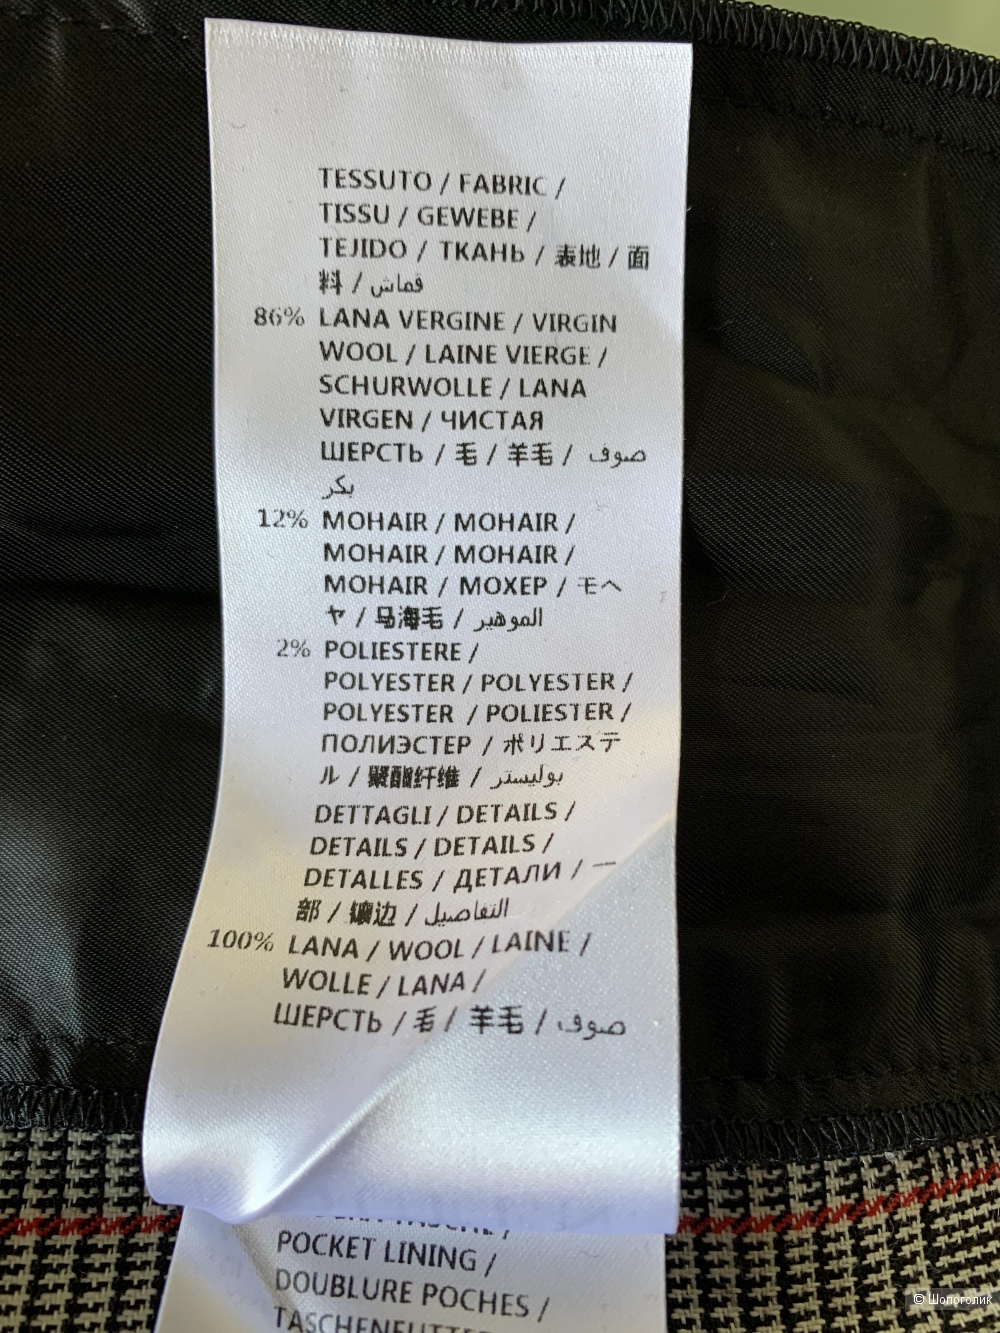 TESSUTO / FABRIC /
TISSU / GEWEBE /
TEJIDO / ТКАНЬ / 表地 / 面
料 / قماش
86% LANA VERGINE / VIRGIN
WOOL / LAINE VIERGE /
SCHURWOLLE / LANA
VIRGEN / ЧИСТАЯ
ШЕРСТЬ / 毛 / 羊毛 / صوف
بكر
12% MOHAIR / MOHAIR /
MOHAIR / MOHAIR /
MOHAIR / МОХЕР / モヘ
ヤ / 马海毛 / الموهير
2% POLIESTERE /
POLYESTER / POLYESTER /
POLYESTER / POLIESTER /
ПОЛИЭСТЕР / ポリエステ
ル / 聚酯纤维 / بوليستر
DETTAGLI / DETAILS /
DETAILS / DETAILS /
DETALLES / ДЕТАЛИ / 一
部 / 镶边 / التفاصيل
100% LANA / WOOL / LAINE /
WOLLE / LANA /
ШЕРСТЬ / 毛 / 羊毛 / صوف
POCKET LINING /
DOUBLURE POCHES /
© Шопоголик